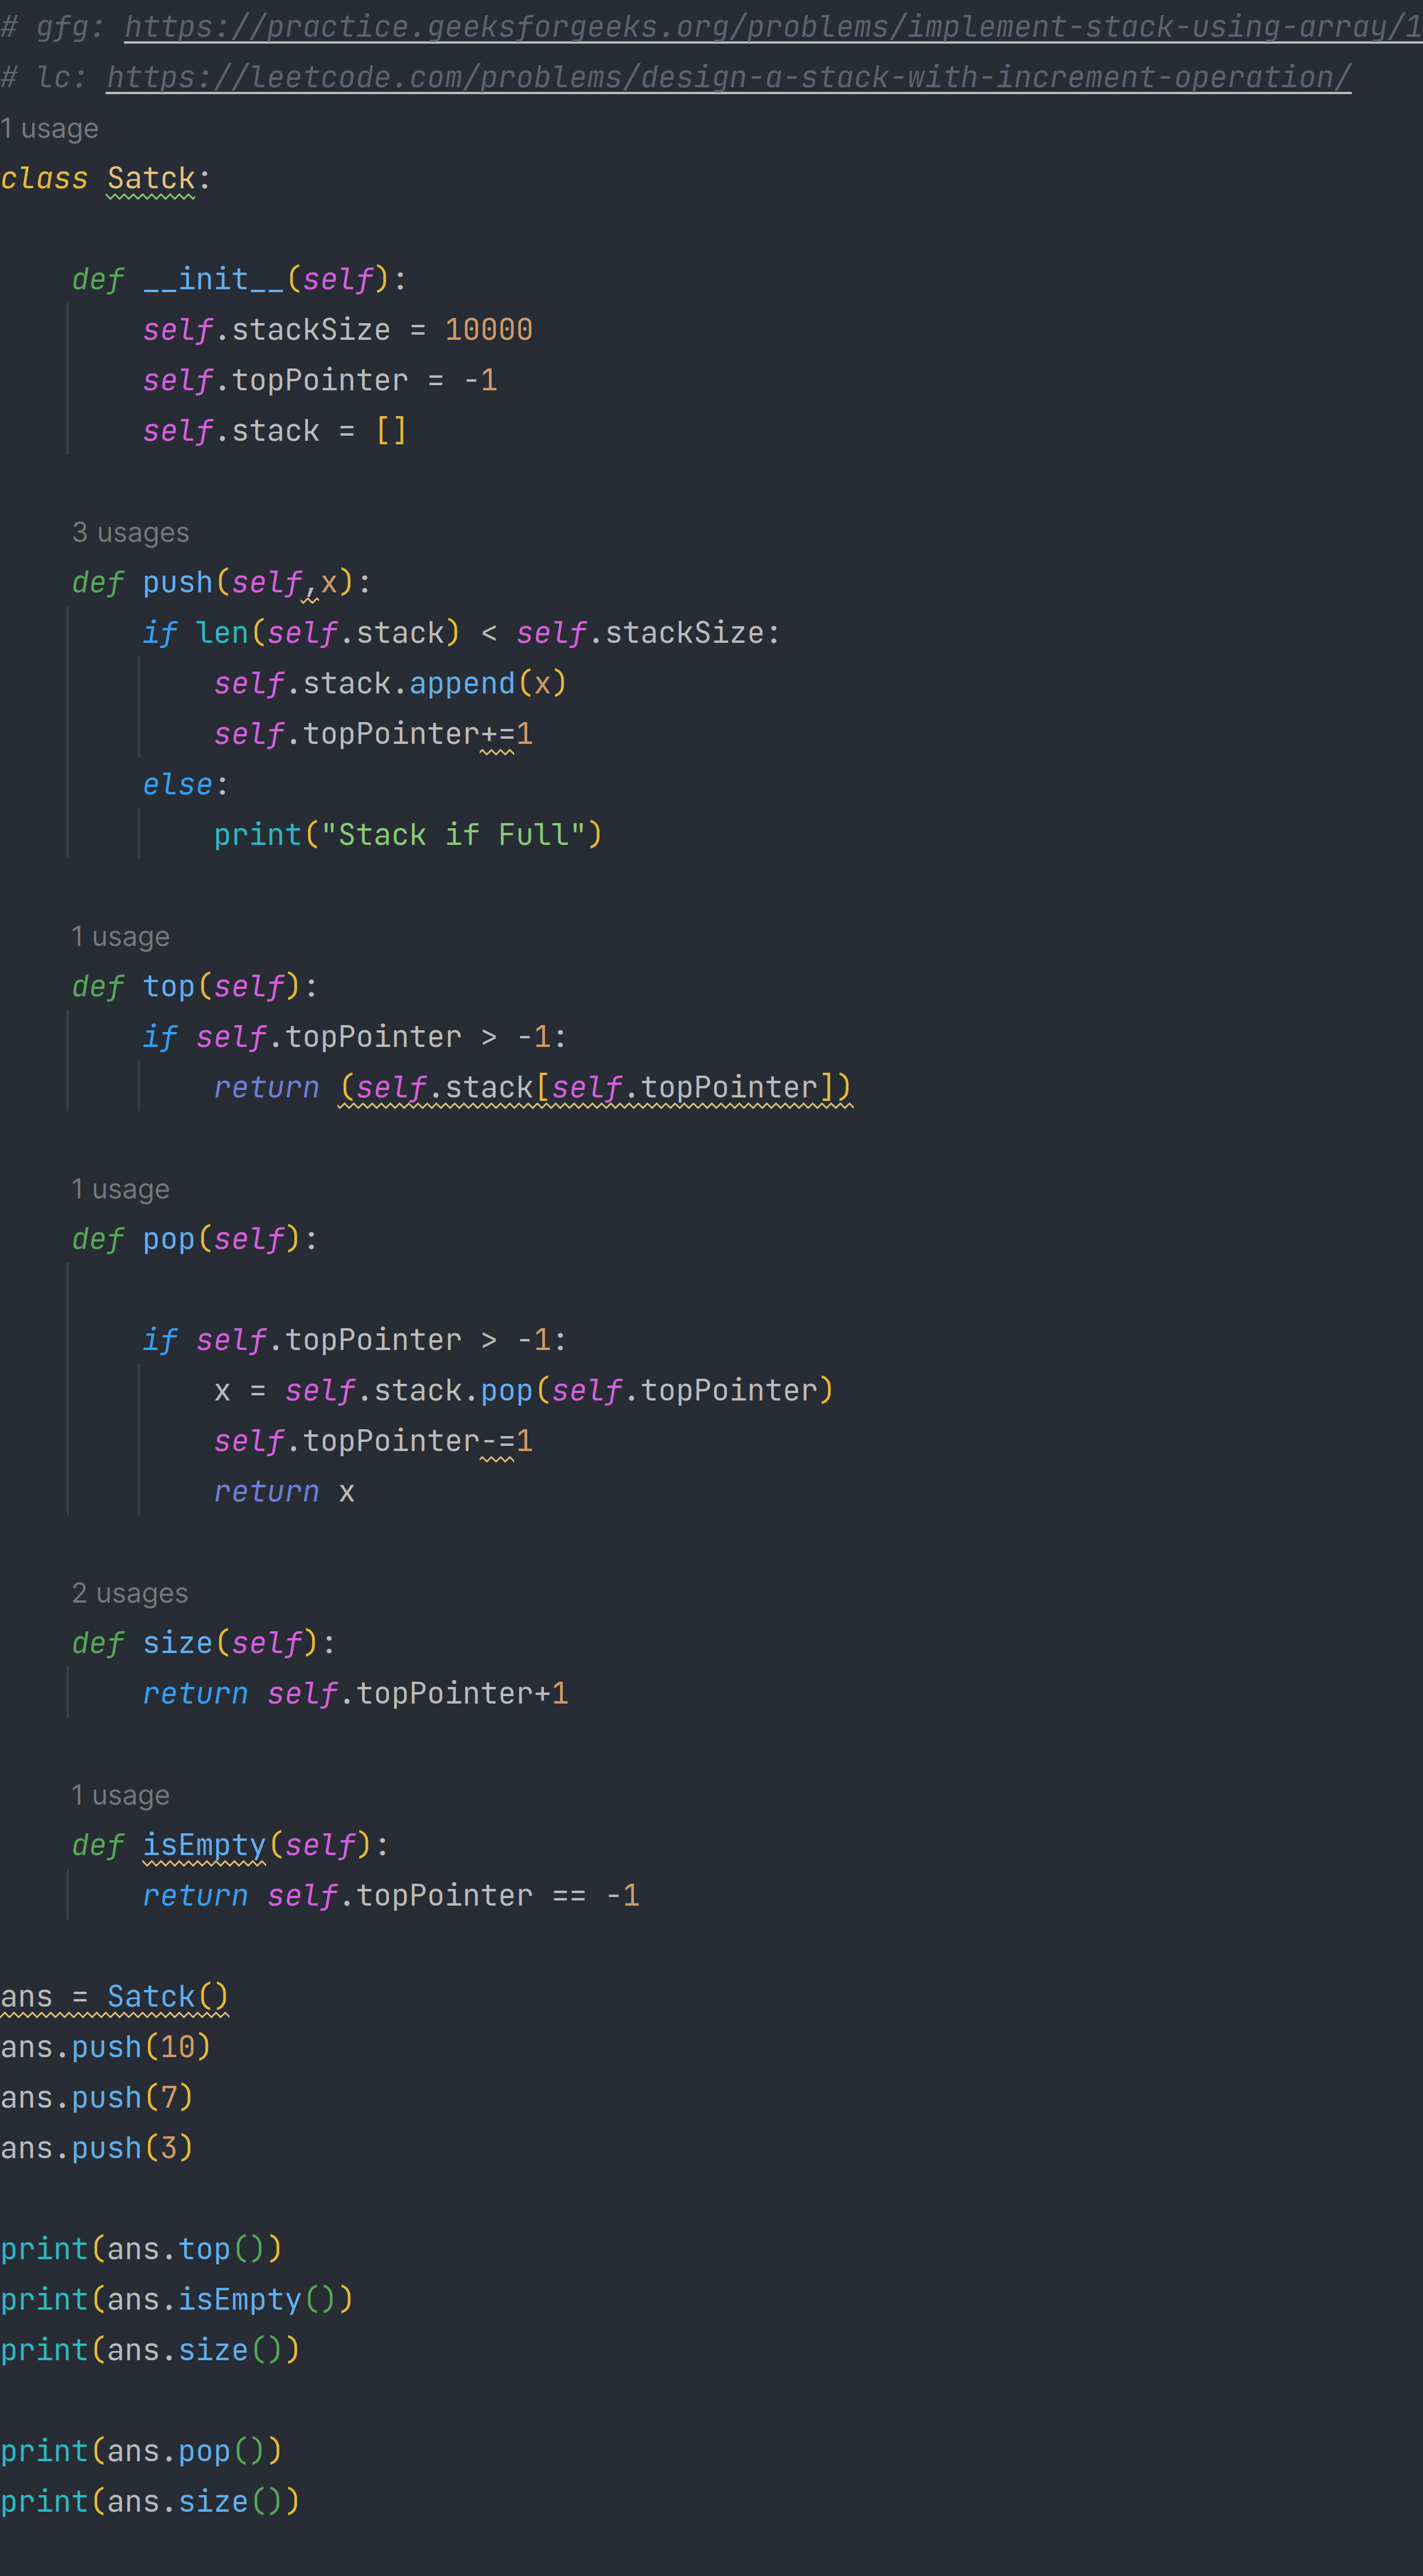 # gfg: https://practice.geeksforgeeks.org/problems/implement-stack-using-array/1
# lc: https://leetcode.com/problems/design-a-stack-with-increment-operation/
1 usage
class Satck:
def __init__(self):
self.stackSize = 10000
self.topPointer = -1
self.stack = []
3 usages
def push(self,x):
if len(self.stack) < self.stackSize:
self.stack.append(x)
self.topPointer+=1
else:
print("Stack if Full")
1 usage
def top(self):
if self.topPointer > -1:
return (self.stack[self.topPointer])
1 usage
def pop(self):
if self.topPointer > -1:
x = self.stack.pop(self.topPointer)
self.topPointer-=1
return x
2 usages
def size(self):
return self.topPointer+1
1 usage
def isEmpty(self):
return self.topPointer == -1
ans = Satck()
ans.push(10)
ans.push(7)
ans.push(3)
print(ans.top())
print(ans.isEmpty())
print(ans.size())
print(ans.pop())
print(ans.size())